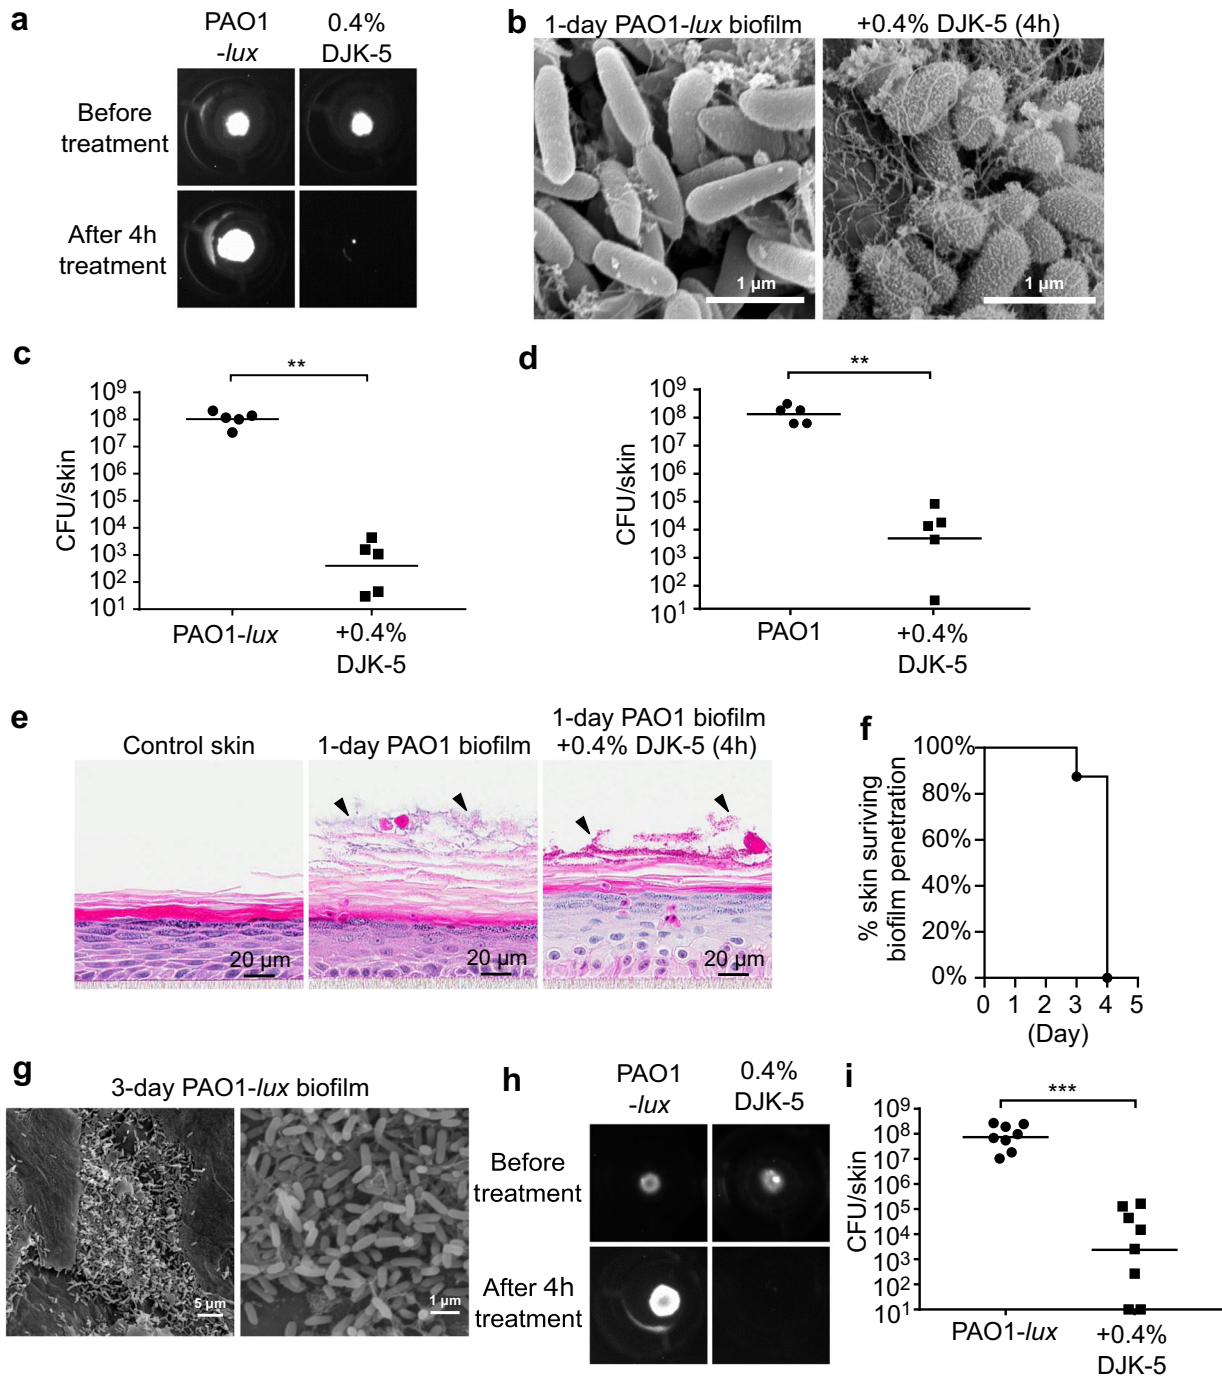 a
PAO1
-lux
0.4%
DJK-5
Before
treatment
After 4h
treatment
b
1-day PAO1-lux biofilm
+0.4% DJK-5 (4h)
1 µm
1 µm
c
**
CFU/skin
10⁹
10⁸
10⁷
10⁶
10⁵
10⁴
10³
10²
10¹
PAO1-lux
+0.4%
DJK-5
d
**
CFU/skin
10⁹
10⁸
10⁷
10⁶
10⁵
10⁴
10³
10²
10¹
PAO1
+0.4%
DJK-5
e
Control skin
1-day PAO1 biofilm
1-day PAO1 biofilm
+0.4% DJK-5 (4h)
20 µm
20 µm
20 µm
f
% skin suriving
biofilm penetration
100%
80%
60%
40%
20%
0%
0 1 2 3 4 5
(Day)
g
3-day PAO1-lux biofilm
5 µm
1 µm
h
PAO1
-lux
0.4%
DJK-5
Before
treatment
After 4h
treatment
i
***
CFU/skin
10⁹
10⁸
10⁷
10⁶
10⁵
10⁴
10³
10²
10¹
PAO1-lux
+0.4%
DJK-5